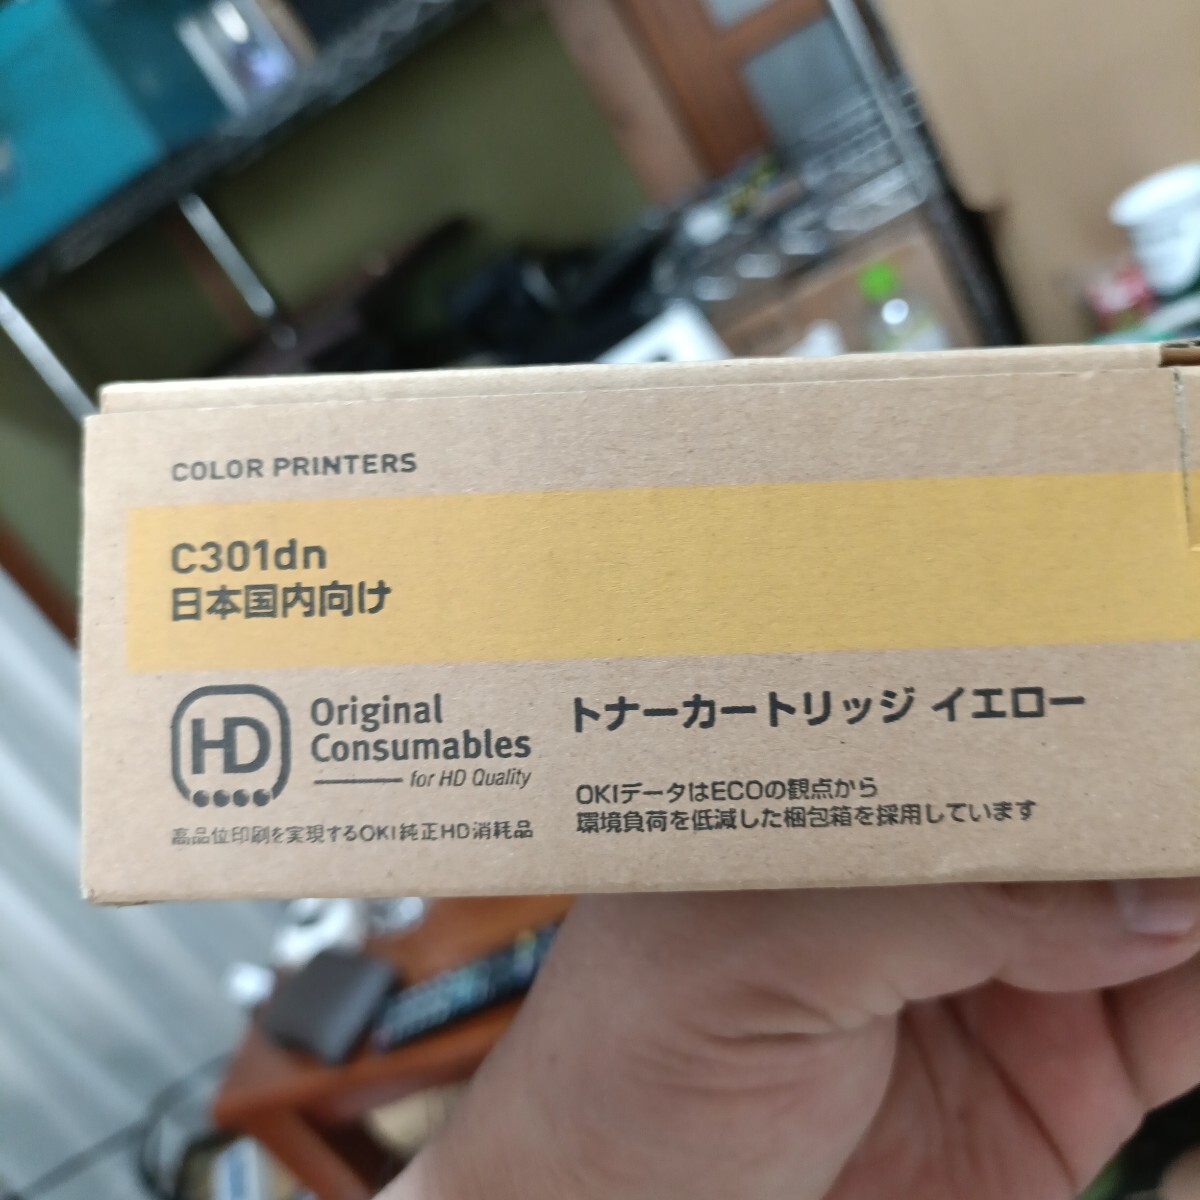 COLOR PRINTERS
C301dn
日本国内向け
HD
Original
Consumables
for HD Quality
高品位印刷を実現するOKI純正HD消耗品
トナーカートリッジ イエロー
OKIデータはECOの観点から
環境負荷を低減した梱包箱を採用しています